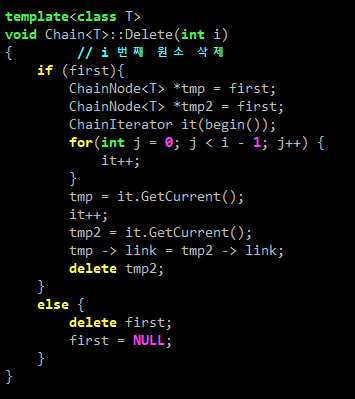 template<class T>
void Chain<T>::Delete(int i)
{        // i 번째 원소 삭제
    if (first){
        ChainNode<T> *tmp = first;
        ChainNode<T> *tmp2 = first;
        ChainIterator it(begin());
        for(int j = 0; j < i - 1; j++) {
            it++;
        }
        tmp = it.GetCurrent();
        it++;
        tmp2 = it.GetCurrent();
        tmp -> link = tmp2 -> link;
        delete tmp2;
    }
    else {
        delete first;
        first = NULL;
    }
}